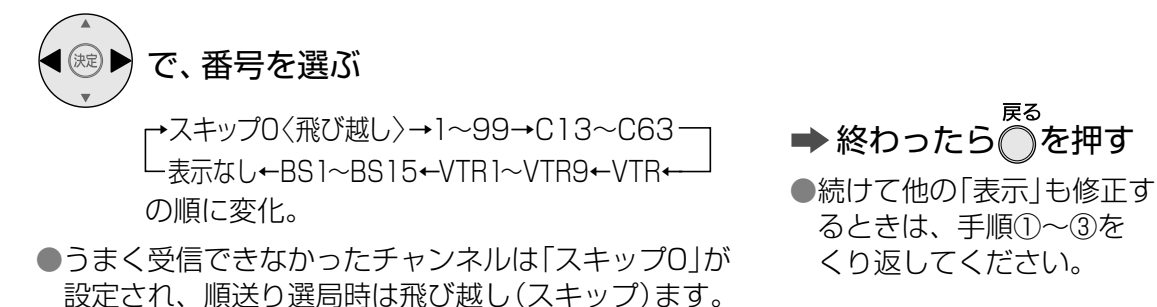 決定
で、番号を選ぶ
→スキップ0〈飛び越し〉→1〜99→C13〜C63
表示なし←BS1〜BS15←VTR1〜VTR9←VTR←
の順に変化。
●うまく受信できなかったチャンネルは「スキップ0」が
設定され、順送り選局時は飛び越し(スキップ)ます。
戻る
➡終わったら○を押す
●続けて他の「表示」も修正す
るときは、手順①〜③を
くり返してください。